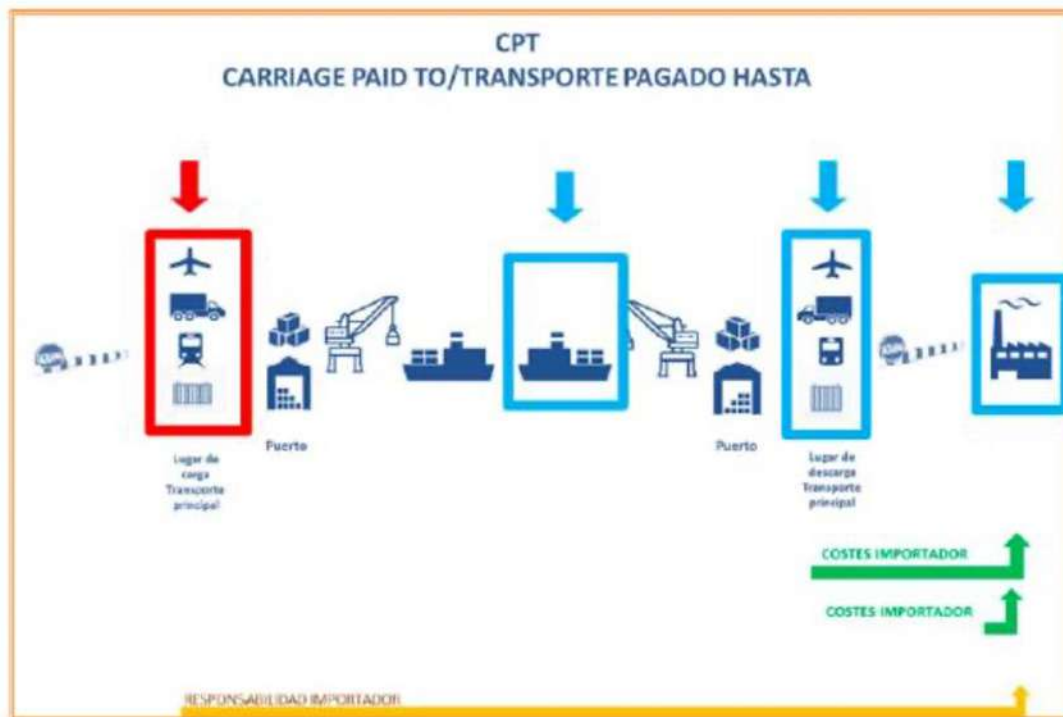 CPT
CARRIAGE PAID TO/TRANSPORTE PAGADO HASTA
Puerto
Lugar de
carga
Transporte
principal
Puerto
Lugar de
descarga
Transporte
principal
COSTES IMPORTADOR
COSTES IMPORTADOR
RESPONSABILIDAD IMPORTADOR